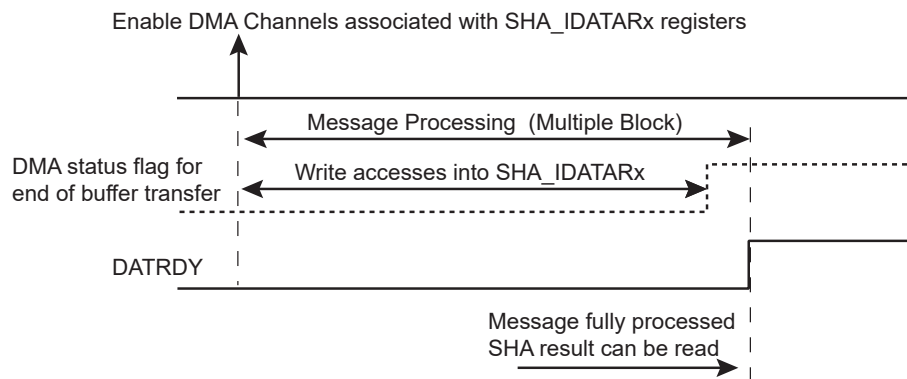 Enable DMA Channels associated with SHA_IDATARx registers
Message Processing (Multiple Block)
DMA status flag for
end of buffer transfer
Write accesses into SHA_IDATARx
DATRDY
Message fully processed
SHA result can be read